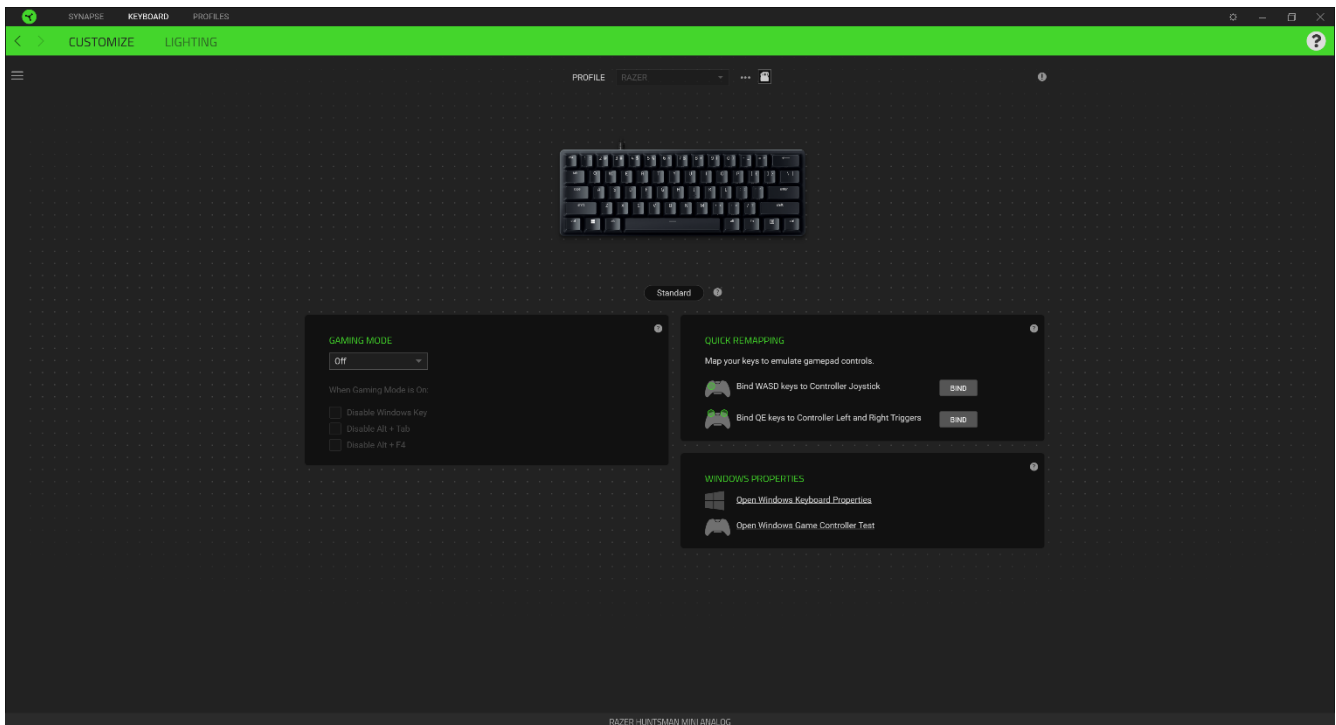 SYNAPSE KEYBOARD PROFILES
CUSTOMIZE LIGHTING
PROFILE RAZER
Standard
GAMING MODE
Off
When Gaming Mode is On:
Disable Windows Key
Disable Alt + Tab
Disable Alt + F4
QUICK REMAPPING
Map your keys to emulate gamepad controls.
Bind WASD keys to Controller Joystick BIND
Bind QE keys to Controller Left and Right Triggers BIND
WINDOWS PROPERTIES
Open Windows Keyboard Properties
Open Windows Game Controller Test
RAZER HUNTSMAN MINI ANALOG